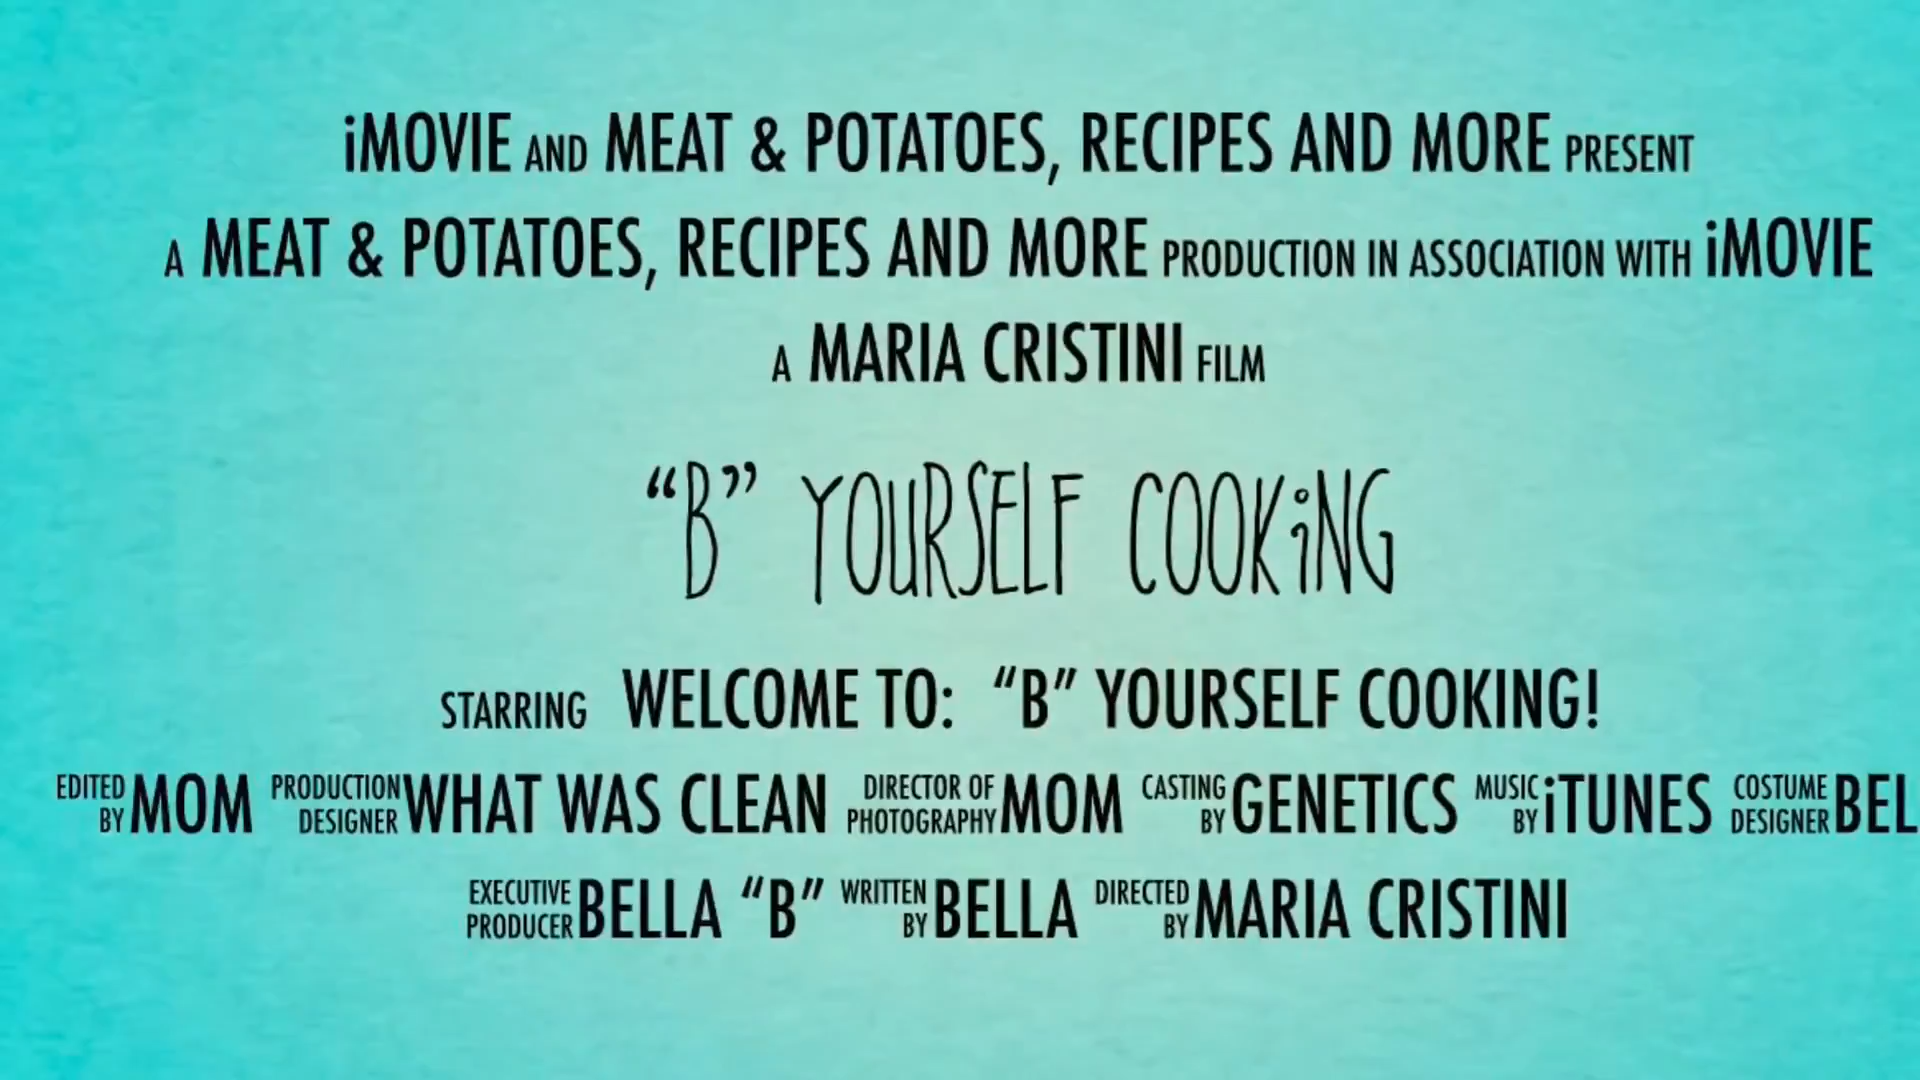 iMOVIE AND MEAT & POTATOES, RECIPES AND MORE PRESENT
A MEAT & POTATOES, RECIPES AND MORE PRODUCTION IN ASSOCIATION WITH iMOVIE
A MARIA CRISTINI FILM
“B” YOURSELF COOKiNG
STARRING WELCOME TO: “B” YOURSELF COOKING!
EDITED BY MOM PRODUCTION DESIGNER WHAT WAS CLEAN DIRECTOR OF PHOTOGRAPHY MOM CASTING BY GENETICS MUSIC BY iTUNES COSTUME DESIGNER
EXECUTIVE PRODUCER BELLA “B” WRITTEN BY BELLA DIRECTED BY MARIA CRISTINI